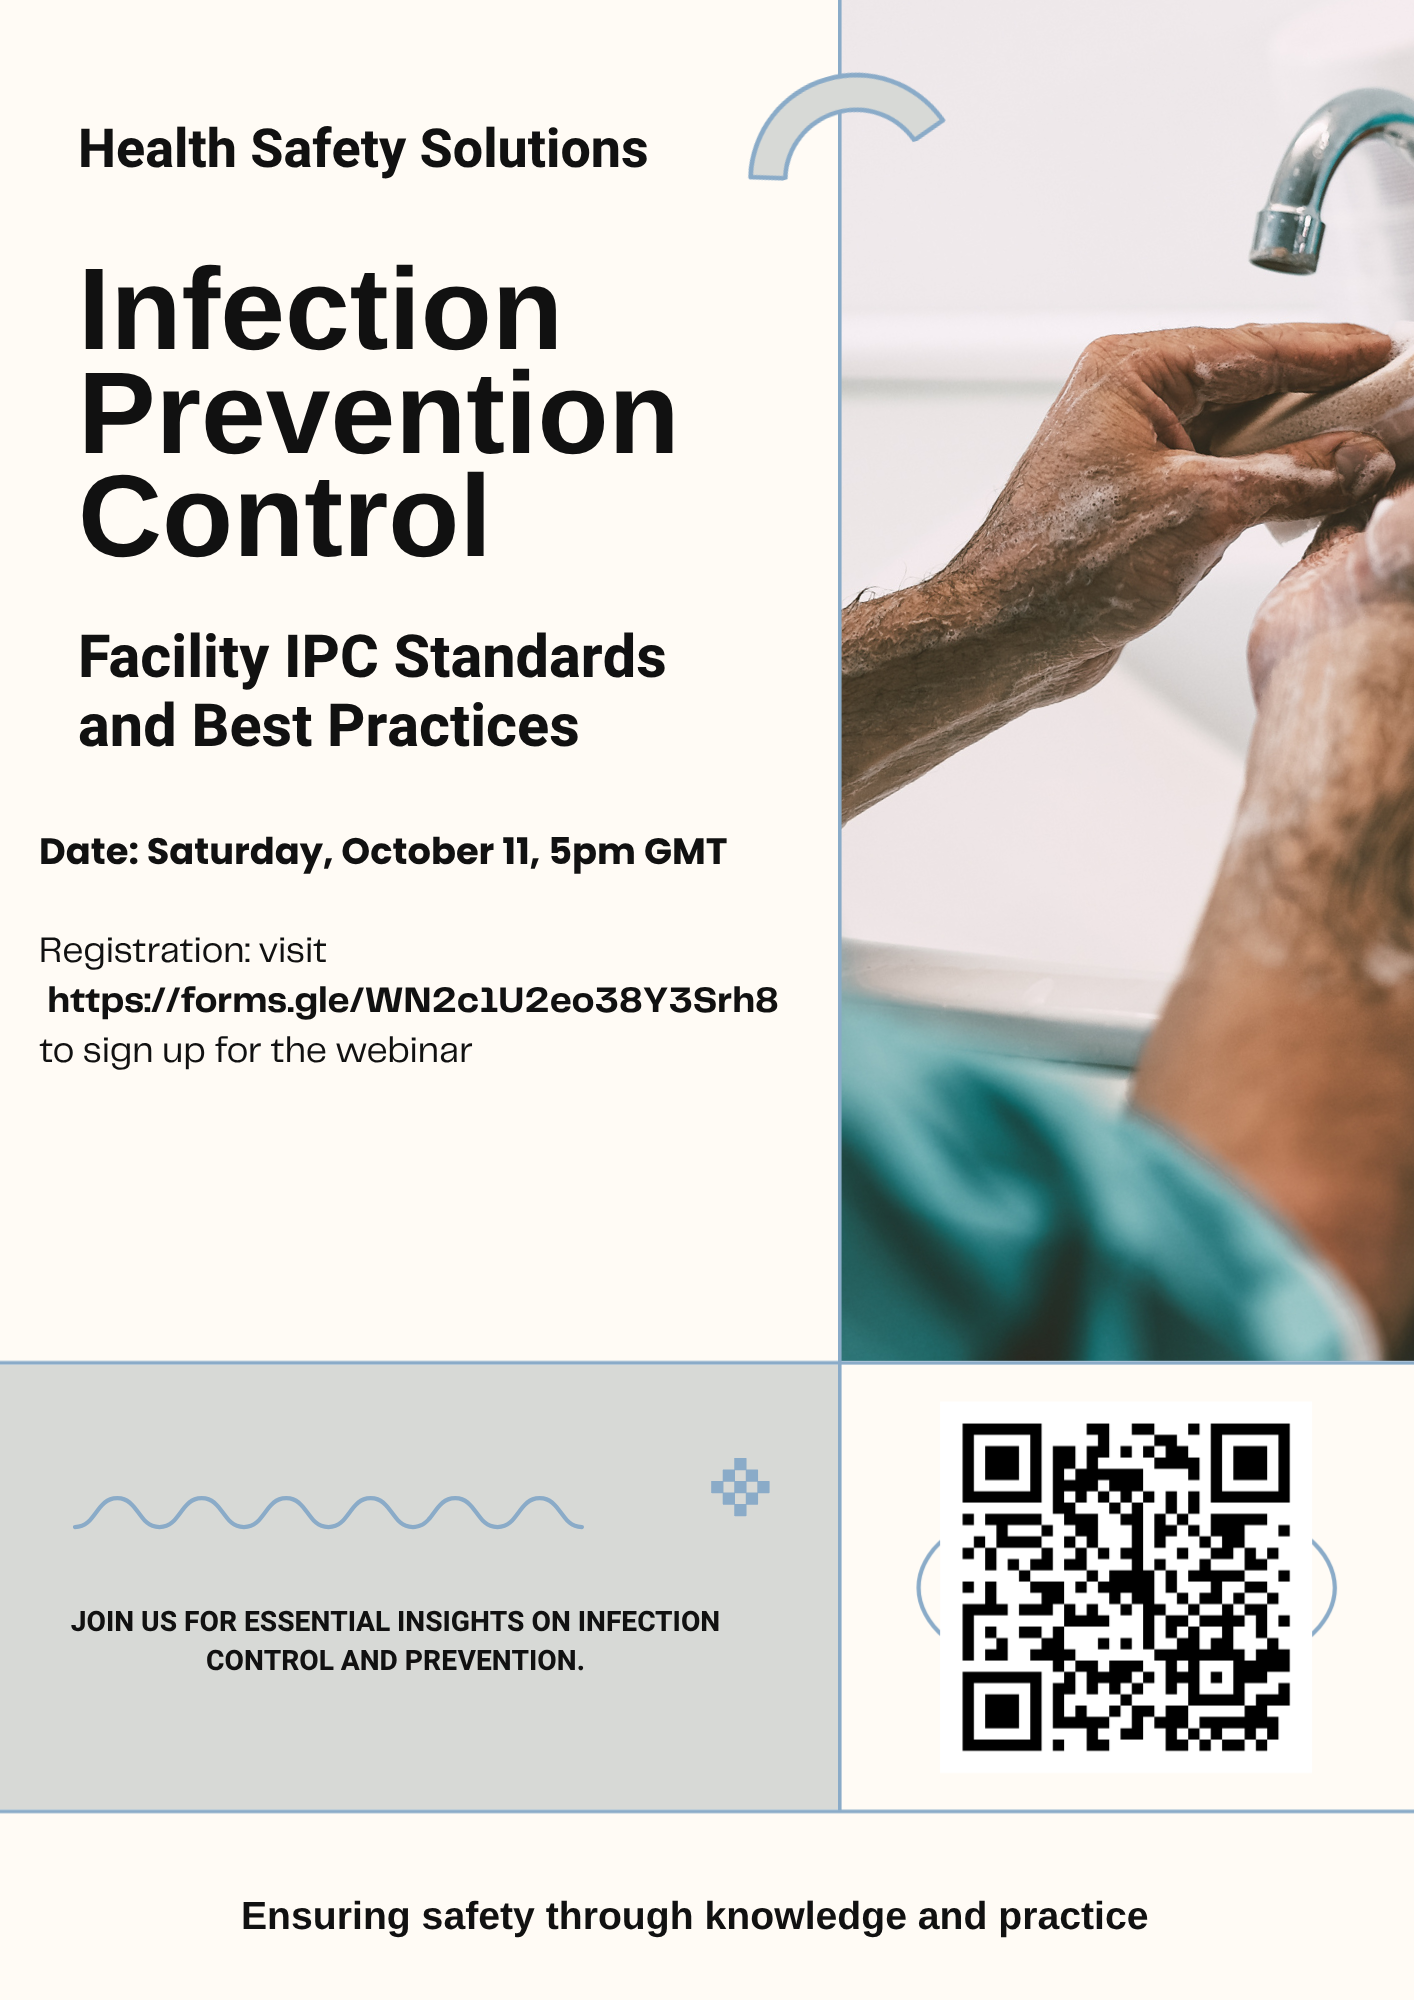 Health Safety Solutions
Infection
Prevention
Control
Facility IPC Standards
and Best Practices
Date: Saturday, October 11, 5pm GMT
Registration: visit
https://forms.gle/WN2c1U2eo38Y3Srh8
to sign up for the webinar
JOIN US FOR ESSENTIAL INSIGHTS ON INFECTION
CONTROL AND PREVENTION.
Ensuring safety through knowledge and practice